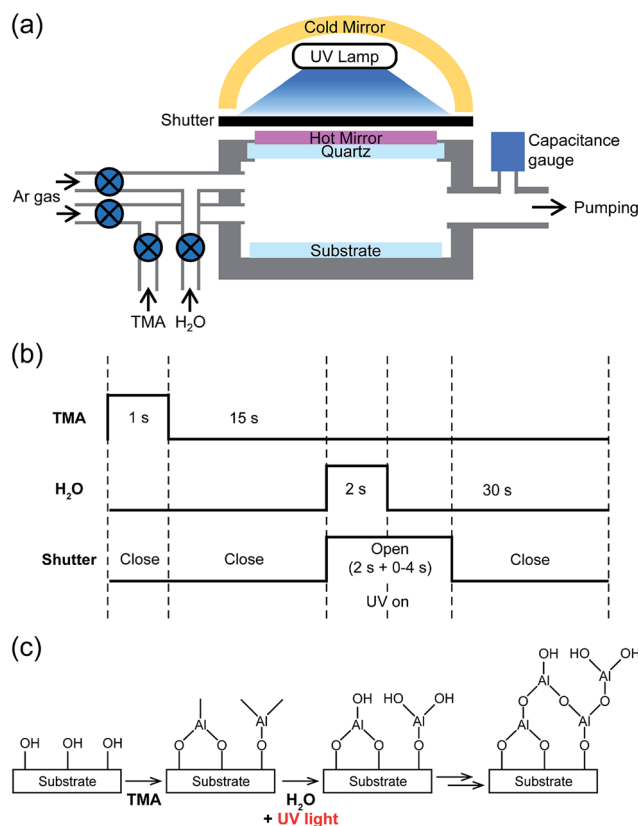 (a)
Cold Mirror
UV Lamp
Shutter
Hot Mirror
Quartz
Capacitance
gauge
Ar gas
Pumping
Substrate
TMA
H₂O
(b)
TMA
1 s
15 s
H₂O
2 s
30 s
Shutter
Close
Close
Open
(2 s + 0-4 s)
Close
UV on
(c)
OH OH OH
Substrate
TMA
Al Al
O O O
Substrate
H₂O
+ UV light
OH HO OH
Al Al
O O O
Substrate
OH HO OH
Al Al
O O O
Al Al
O O O
Substrate